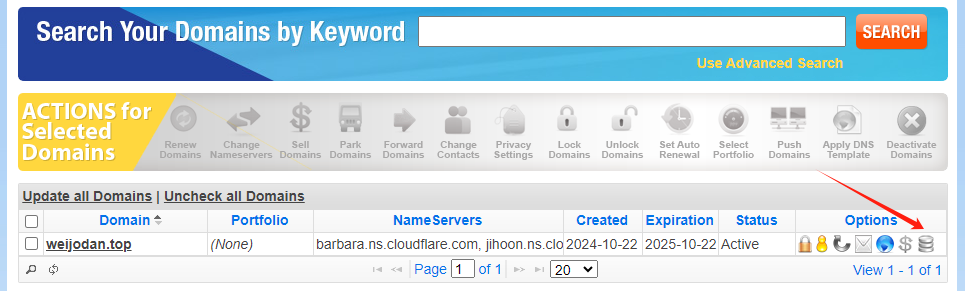 Search Your Domains by Keyword
SEARCH
Use Advanced Search
ACTIONS for
Selected
Domains
Renew Domains
Change Nameservers
Sell Domains
Park Domains
Forward Domains
Change Contacts
Privacy Settings
Lock Domains
Unlock Domains
Set Auto Renewal
Select Portfolio
Push Domains
Apply DNS Template
Deactivate Domains
Update all Domains | Uncheck all Domains
Domain Portfolio NameServers Created Expiration Status Options
weijodan.top (None) barbara.ns.cloudflare.com, jihoon.ns.clo 2024-10-22 2025-10-22 Active
Page 1 of 1 20 View 1 - 1 of 1